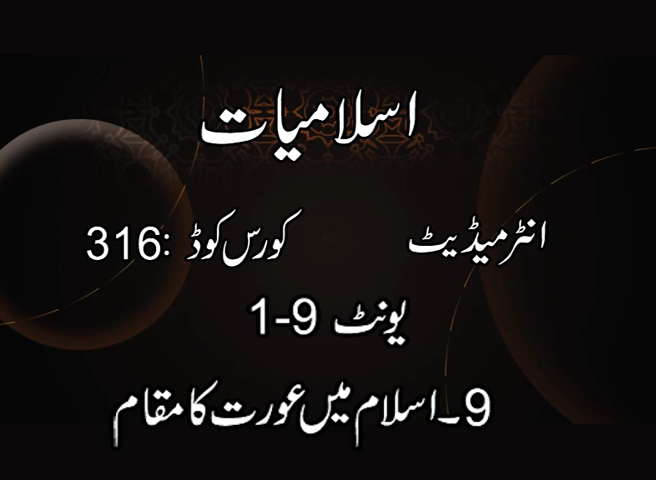 اسلامیات
انٹرمیڈیٹ کورس کوڈ :316
یونٹ 9-1
9۔اسلام میں عورت کا مقام